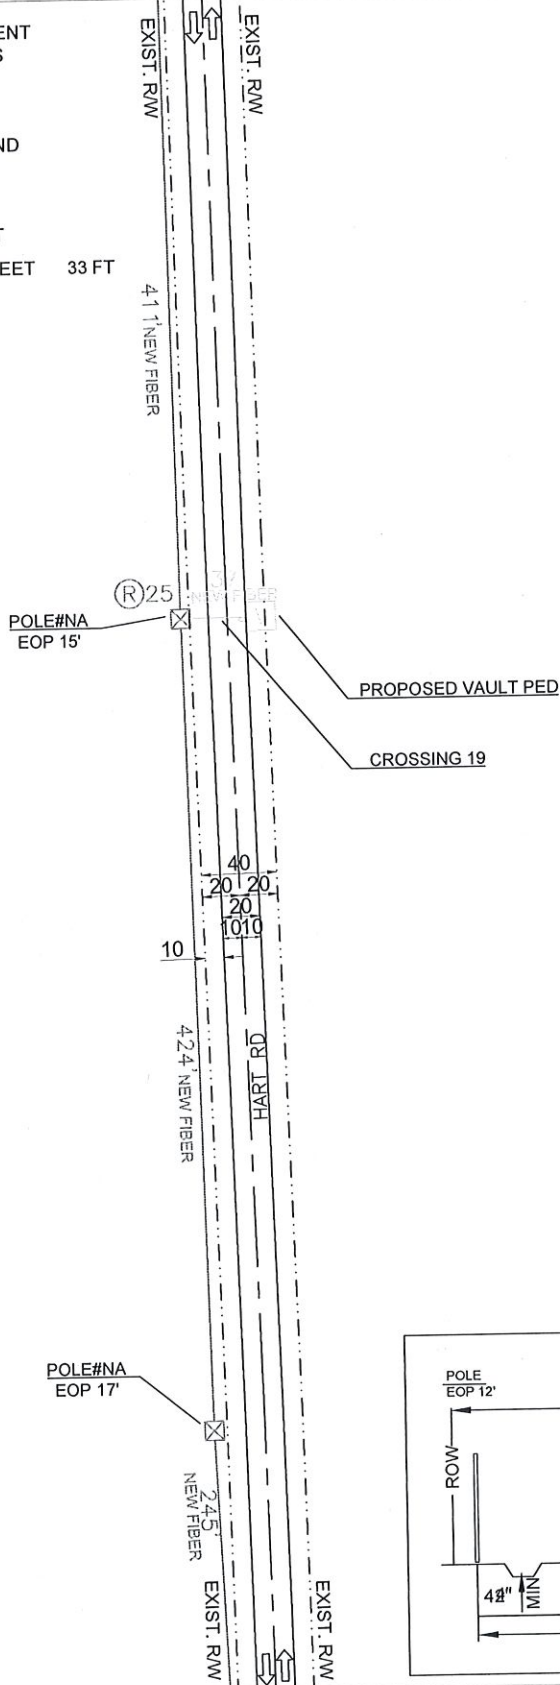 ENT
S
EXIST. R/W
EXIST. R/W
ND
EET 33 FT
411' NEW FIBER
R 25
NEW FIBER
POLE#NA
EOP 15'
PROPOSED VAULT PED
CROSSING 19
40
20 20
20
10 10
10
HART RD
424' NEW FIBER
POLE#NA
EOP 17'
POLE
EOP 12'
ROW
MIN
245'
NEW FIBER
EXIST. R/W
EXIST. R/W